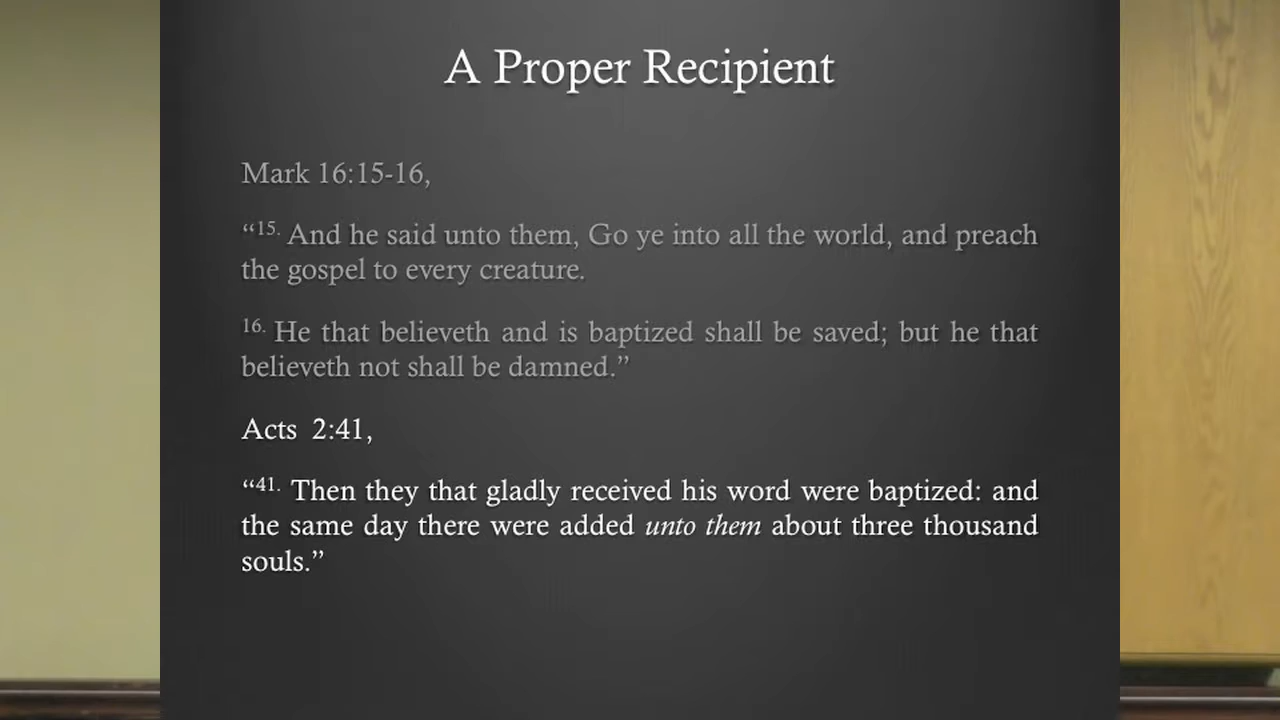 A Proper Recipient
Mark 16:15-16,
“15. And he said unto them, Go ye into all the world, and preach
the gospel to every creature.
16. He that believeth and is baptized shall be saved; but he that
believeth not shall be damned.”
Acts 2:41,
“41. Then they that gladly received his word were baptized: and
the same day there were added unto them about three thousand
souls.”